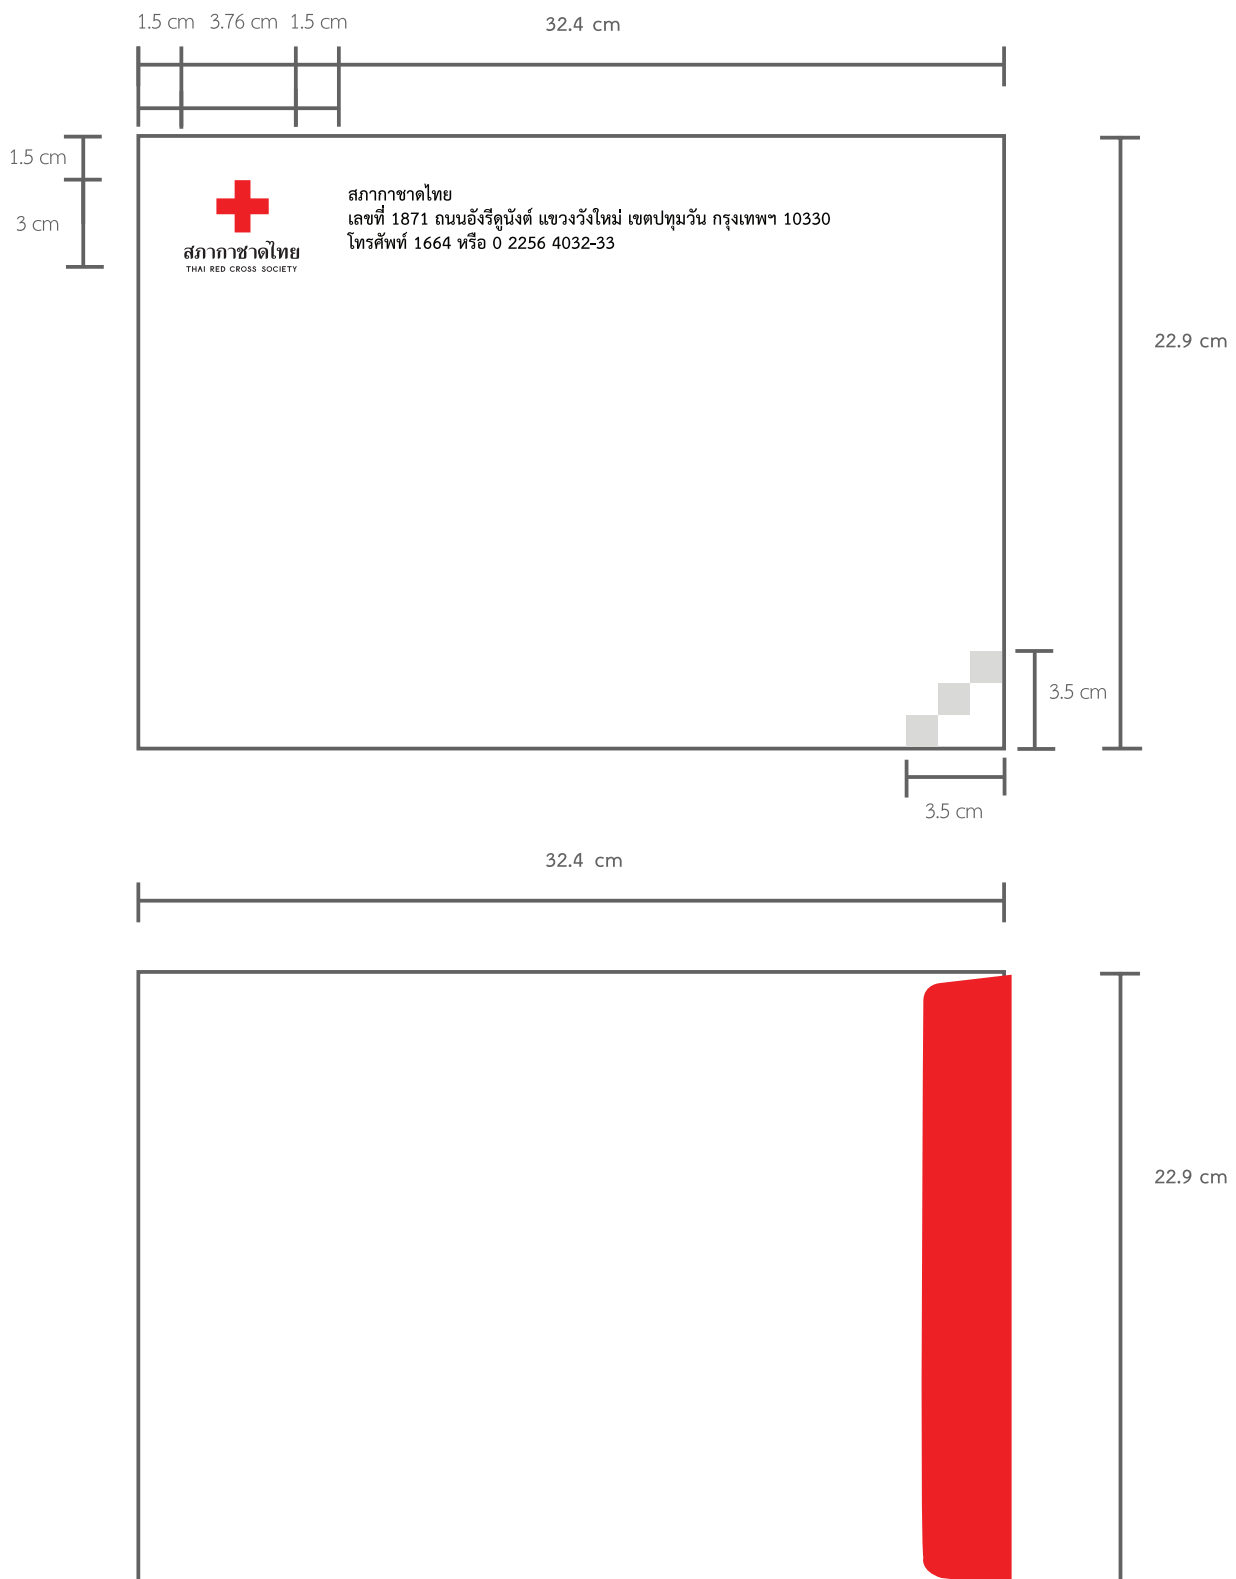 1.5 cm 3.76 cm 1.5 cm 32.4 cm
1.5 cm
3 cm
สภากาชาดไทย
THAI RED CROSS SOCIETY
สภากาชาดไทย
เลขที่ 1871 ถนนอังรีดูนังต์ แขวงวังใหม่ เขตปทุมวัน กรุงเทพฯ 10330
โทรศัพท์ 1664 หรือ 0 2256 4032-33
22.9 cm
3.5 cm
3.5 cm
32.4 cm
22.9 cm